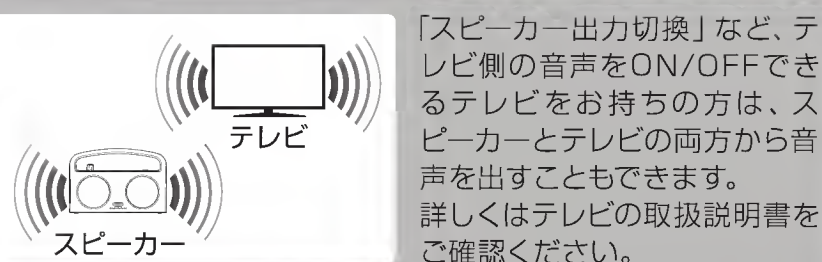 テレビ
スピーカー
「スピーカー出力切換」など、テ
レビ側の音声をON/OFFでき
るテレビをお持ちの方は、ス
ピーカーとテレビの両方から音
声を出すこともできます。
詳しくはテレビの取扱説明書を
ご確認ください。